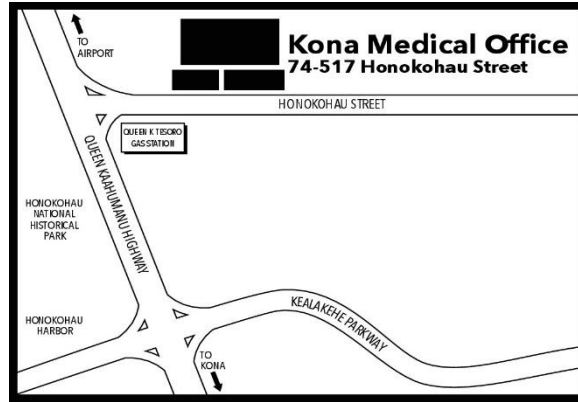 TO
AIRPORT
Kona Medical Office
74-517 Honokohau Street
HONOKOHAU STREET
QUEEN K TESORO
GAS STATION
QUEEN KAAHUMANU HIGHWAY
HONOKOHAU
NATIONAL
HISTORICAL
PARK
HONOKOHAU
HARBOR
KEALAKEHE PARKWAY
TO
KONA